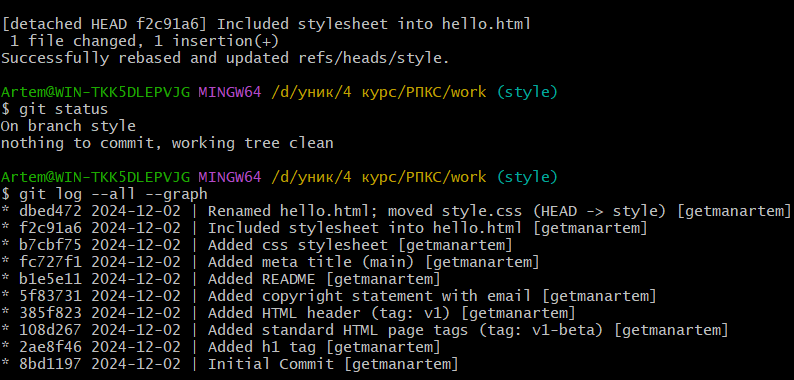 [detached HEAD f2c91a6] Included stylesheet into hello.html
 1 file changed, 1 insertion(+)
Successfully rebased and updated refs/heads/style.
Artem@WIN-TKK5DLEPVJG MINGW64 /d/уник/4 курс/РПКС/work (style)
$ git status
On branch style
nothing to commit, working tree clean
Artem@WIN-TKK5DLEPVJG MINGW64 /d/уник/4 курс/РПКС/work (style)
$ git log --all --graph
* dbed472 2024-12-02 | Renamed hello.html; moved style.css (HEAD -> style) [getmanartem]
* f2c91a6 2024-12-02 | Included stylesheet into hello.html [getmanartem]
* b7cbf75 2024-12-02 | Added css stylesheet [getmanartem]
* fc727f1 2024-12-02 | Added meta title (main) [getmanartem]
* b1e5e11 2024-12-02 | Added README [getmanartem]
* 5f83731 2024-12-02 | Added copyright statement with email [getmanartem]
* 385f823 2024-12-02 | Added HTML header (tag: v1) [getmanartem]
* 108d267 2024-12-02 | Added standard HTML page tags (tag: v1-beta) [getmanartem]
* 2ae8f46 2024-12-02 | Added h1 tag [getmanartem]
* 8bd1197 2024-12-02 | Initial Commit [getmanartem]